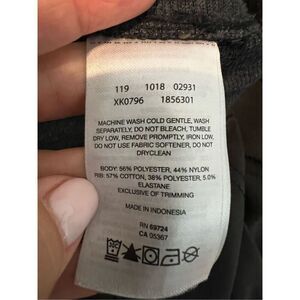 119 1018 02931
XK0796 1856301
MACHINE WASH COLD GENTLE, WASH
SEPARATELY, DO NOT BLEACH, TUMBLE
DRY LOW, REMOVE PROMPTLY, IRON LOW,
DO NOT USE FABRIC SOFTENER, DO NOT
DRYCLEAN
BODY: 56% POLYESTER, 44% NYLON
RIB: 57% COTTON, 38% POLYESTER, 5.0%
ELASTANE
EXCLUSIVE OF TRIMMING
MADE IN INDONESIA
RN 69724
CA 05367